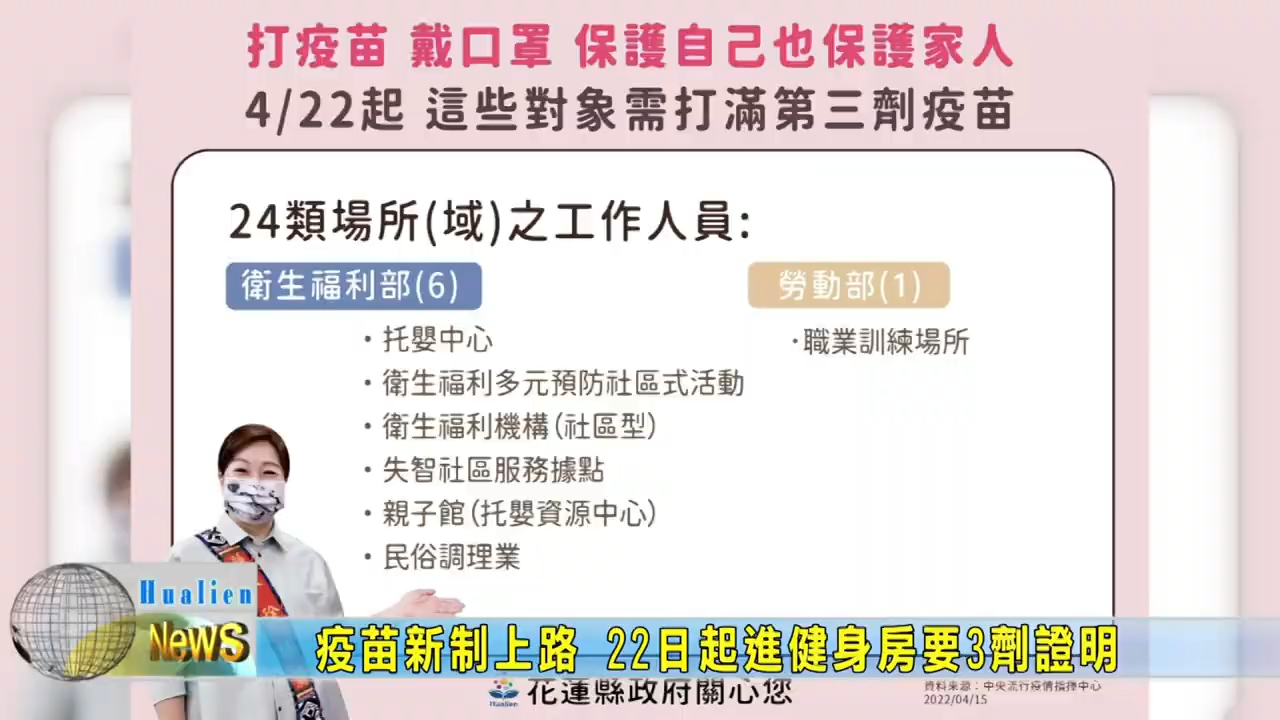 打疫苗 戴口罩 保護自己也保護家人
4/22起 這些對象需打滿第三劑疫苗
24類場所(域)之工作人員:
衛生福利部(6)
・托嬰中心
・衛生福利多元預防社區式活動
・衛生福利機構(社區型)
・失智社區服務據點
・親子館(托嬰資源中心)
・民俗調理業
勞動部(1)
・職業訓練場所
Hualien
NewS
疫苗新制上路 22日起進健身房要3劑證明
Hualien
花蓮縣政府關心您
資料來源：中央流行疫情指揮中心
2022/04/15